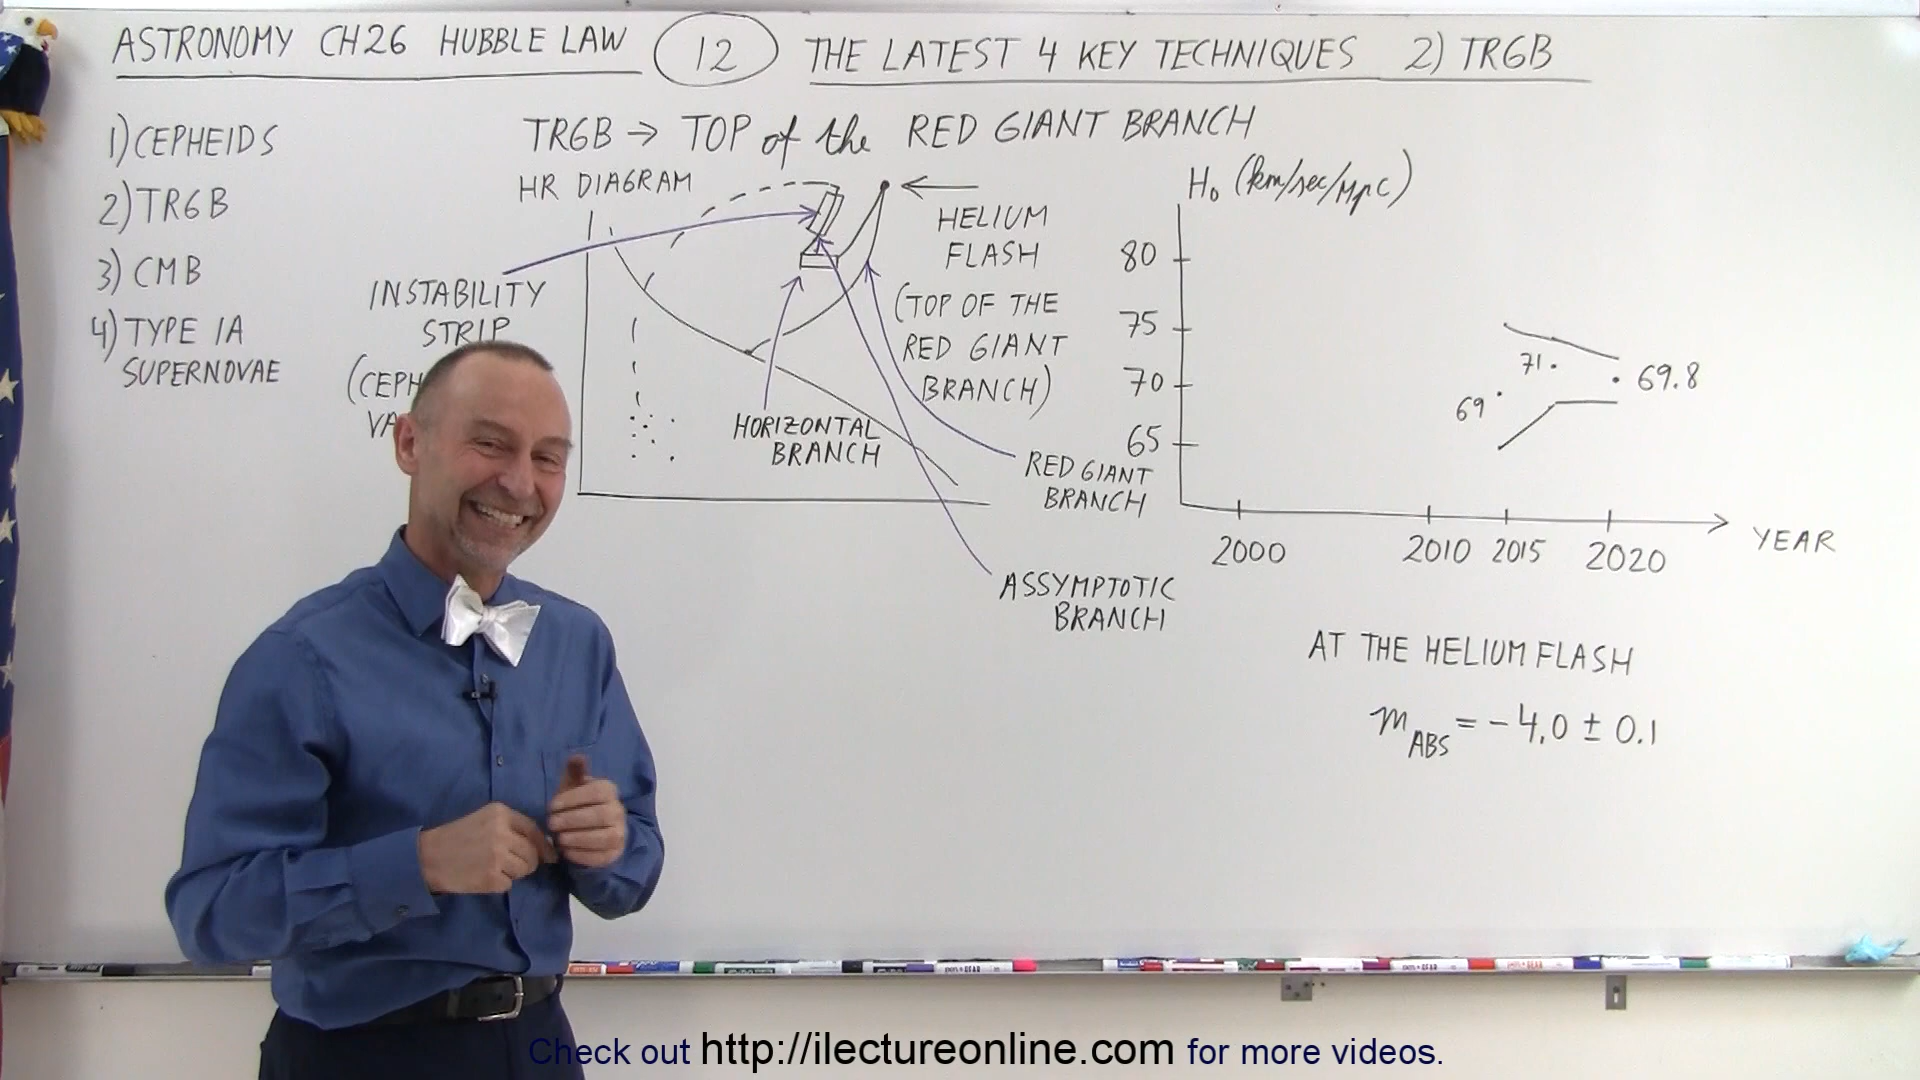 ASTRONOMY CH26 HUBBLE LAW 12 THE LATEST 4 KEY TECHNIQUES 2) TRGB
1) CEPHEIDS
2) TRGB
3) CMB
4) TYPE 1A
SUPERNOVAE
TRGB → TOP of the RED GIANT BRANCH
HR DIAGRAM
INSTABILITY
STRIP
HELIUM
FLASH
(TOP OF THE
RED GIANT
BRANCH)
HORIZONTAL
BRANCH
RED GIANT
BRANCH
ASSYMPTOTIC
BRANCH
H₀ (km/sec/Mpc)
80
75
70
65
69
71
69.8
2000 2010 2015 2020 YEAR
AT THE HELIUM FLASH
m ABS = -4.0 ± 0.1
Check out http://ilectureonline.com for more videos.